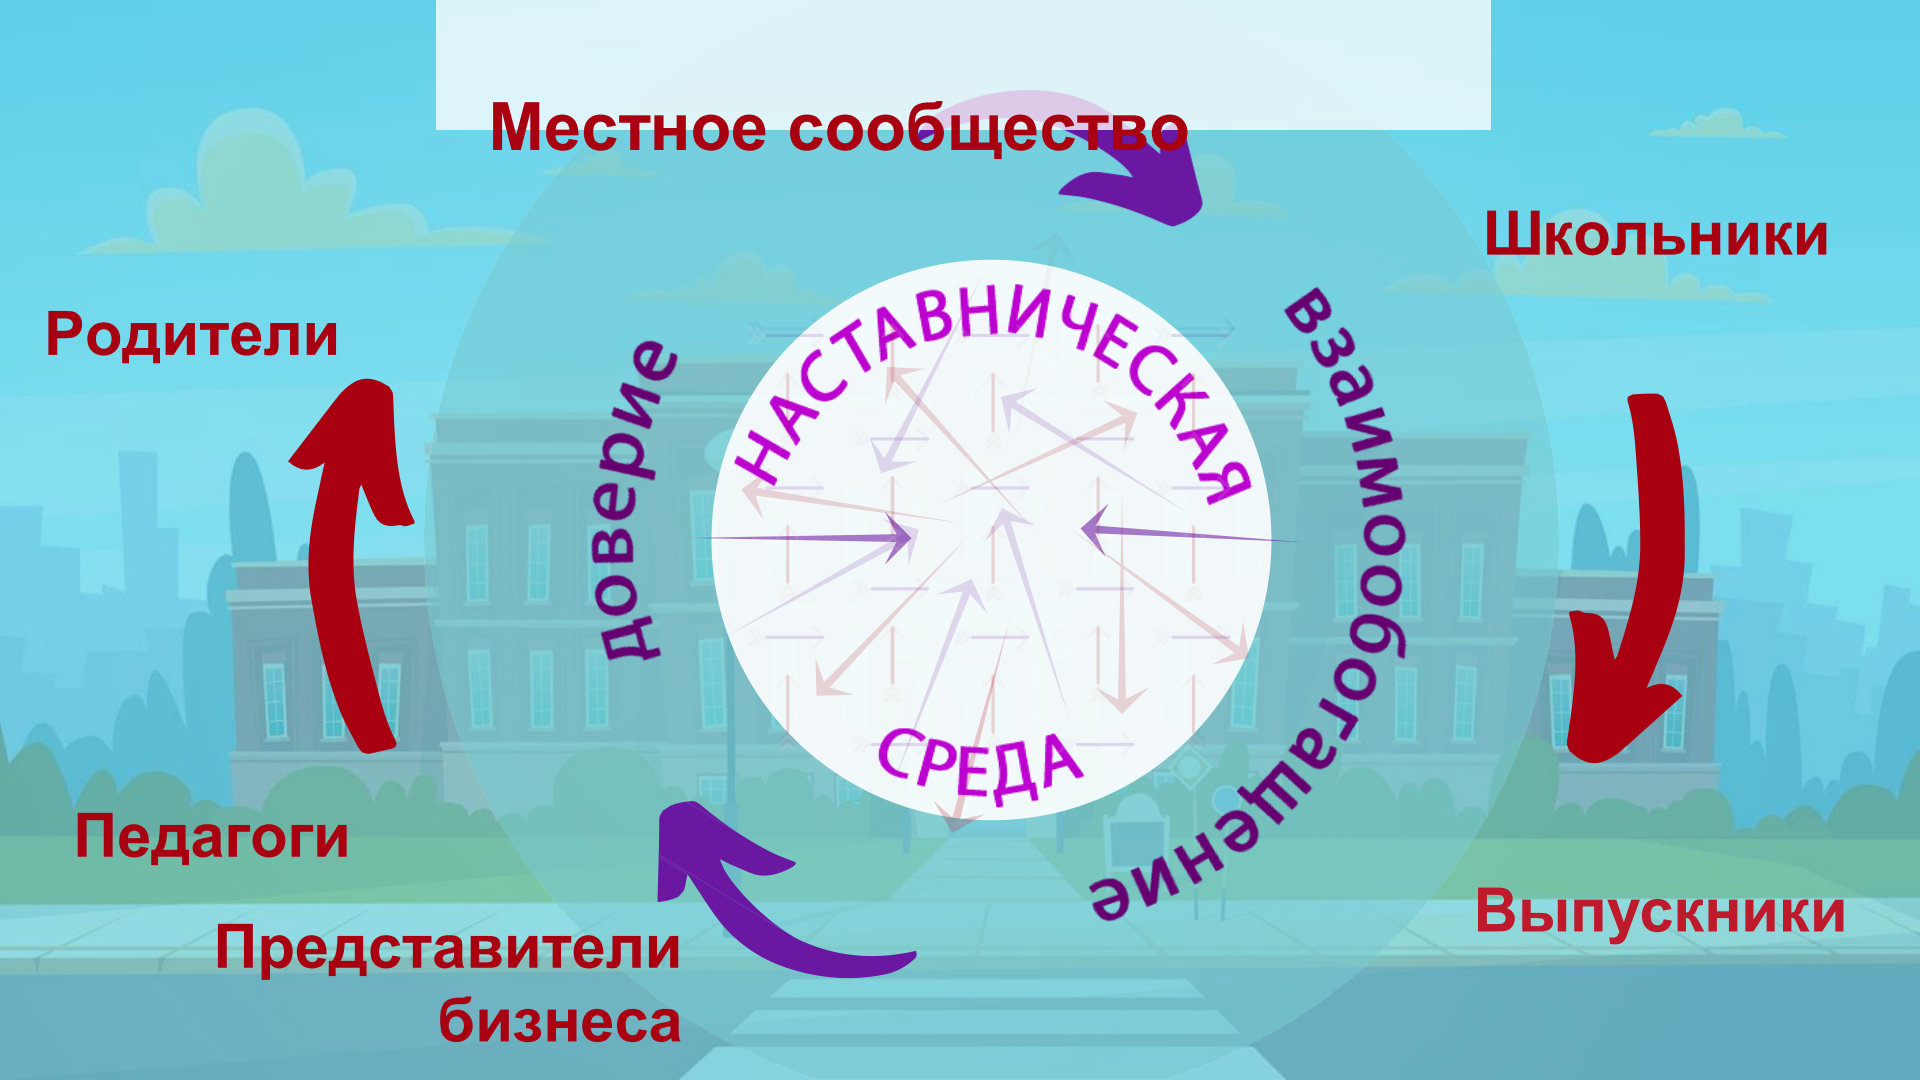 Местное сообщество
Школьники
Родители
НАСТАВНИЧЕСКАЯ
СРЕДА
доверие
взаимообогащение
Педагоги
Выпускники
Представители
бизнеса